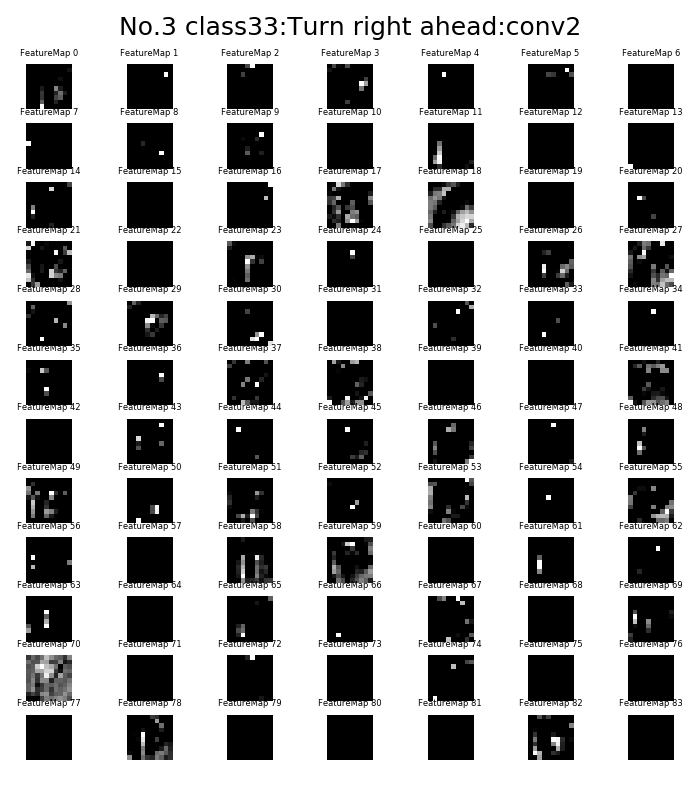 No.3 class33:Turn right ahead:conv2
FeatureMap 0 FeatureMap 1 FeatureMap 2 FeatureMap 3 FeatureMap 4 FeatureMap 5 FeatureMap 6
FeatureMap 7 FeatureMap 8 FeatureMap 9 FeatureMap 10 FeatureMap 11 FeatureMap 12 FeatureMap 13
FeatureMap 14 FeatureMap 15 FeatureMap 16 FeatureMap 17 FeatureMap 18 FeatureMap 19 FeatureMap 20
FeatureMap 21 FeatureMap 22 FeatureMap 23 FeatureMap 24 FeatureMap 25 FeatureMap 26 FeatureMap 27
FeatureMap 28 FeatureMap 29 FeatureMap 30 FeatureMap 31 FeatureMap 32 FeatureMap 33 FeatureMap 34
FeatureMap 35 FeatureMap 36 FeatureMap 37 FeatureMap 38 FeatureMap 39 FeatureMap 40 FeatureMap 41
FeatureMap 42 FeatureMap 43 FeatureMap 44 FeatureMap 45 FeatureMap 46 FeatureMap 47 FeatureMap 48
FeatureMap 49 FeatureMap 50 FeatureMap 51 FeatureMap 52 FeatureMap 53 FeatureMap 54 FeatureMap 55
FeatureMap 56 FeatureMap 57 FeatureMap 58 FeatureMap 59 FeatureMap 60 FeatureMap 61 FeatureMap 62
FeatureMap 63 FeatureMap 64 FeatureMap 65 FeatureMap 66 FeatureMap 67 FeatureMap 68 FeatureMap 69
FeatureMap 70 FeatureMap 71 FeatureMap 72 FeatureMap 73 FeatureMap 74 FeatureMap 75 FeatureMap 76
FeatureMap 77 FeatureMap 78 FeatureMap 79 FeatureMap 80 FeatureMap 81 FeatureMap 82 FeatureMap 83